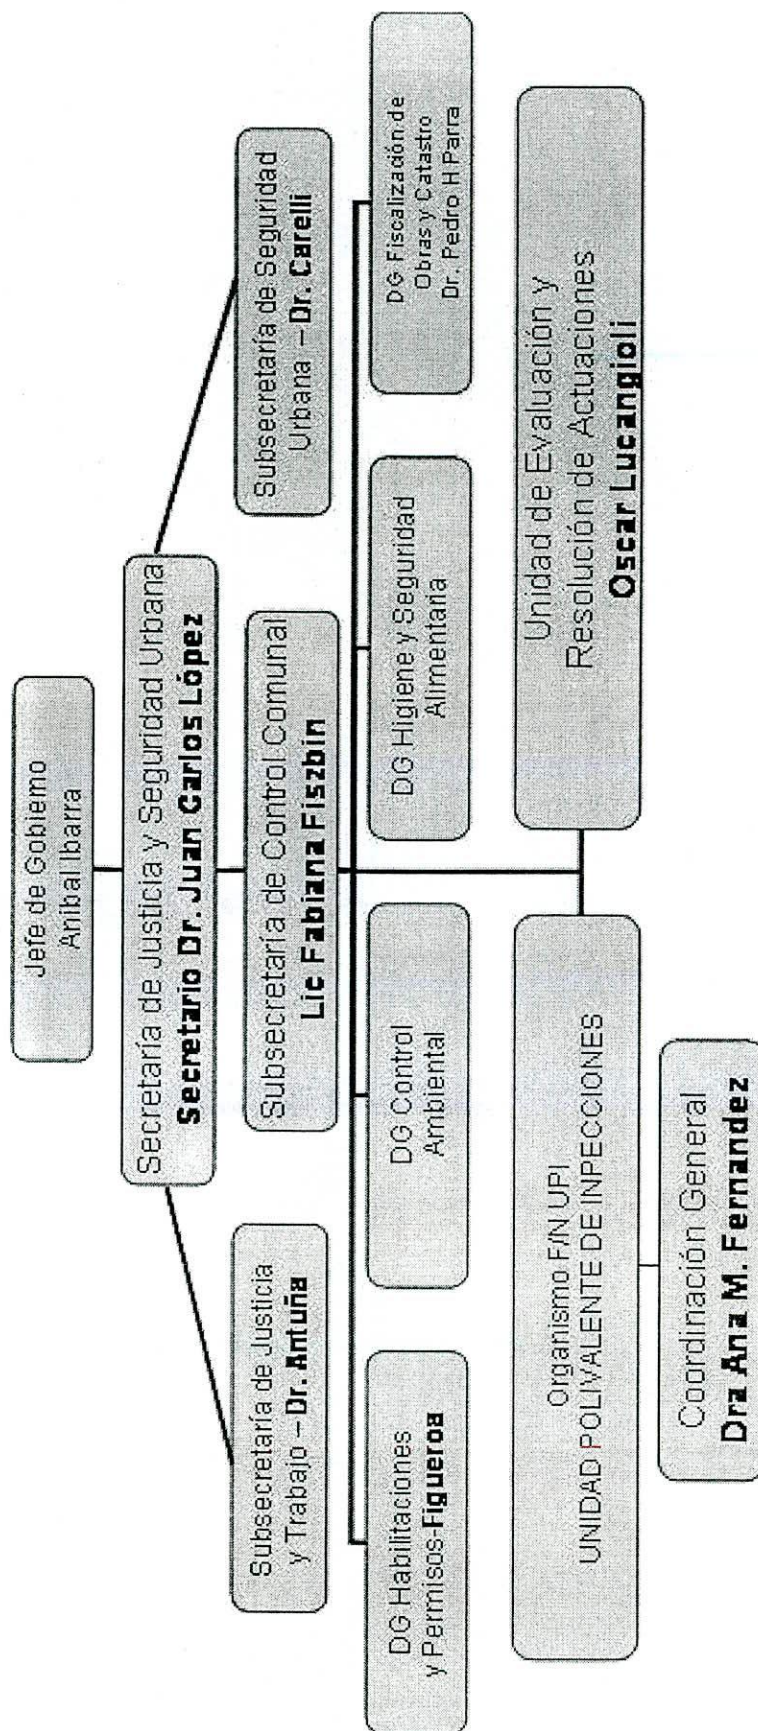 Jefe de Gobierno
Anibal Ibarra
Secretaría de Justicia y Seguridad Urbana
Secretario Dr. Juan Carlos López
Subsecretaría de Justicia
y Trabajo – Dr. Antuña
Subsecretaría de Control Comunal
Lic Fabiana Fiszbin
Subsecretaría de Seguridad
Urbana – Dr. Carelli
DG Habilitaciones
y Permisos-Figueroa
DG Control
Ambiental
DG Higiene y Seguridad
Alimentaria
DG Fiscalización de
Obras y Catastro
Dr. Pedro H Parra
Organismo F/N UPI
UNIDAD POLIVALENTE DE INPECCIONES
Unidad de Evaluación y
Resolución de Actuaciones
Oscar Lucangioli
Coordinación General
Dra Ana M. Fernandez